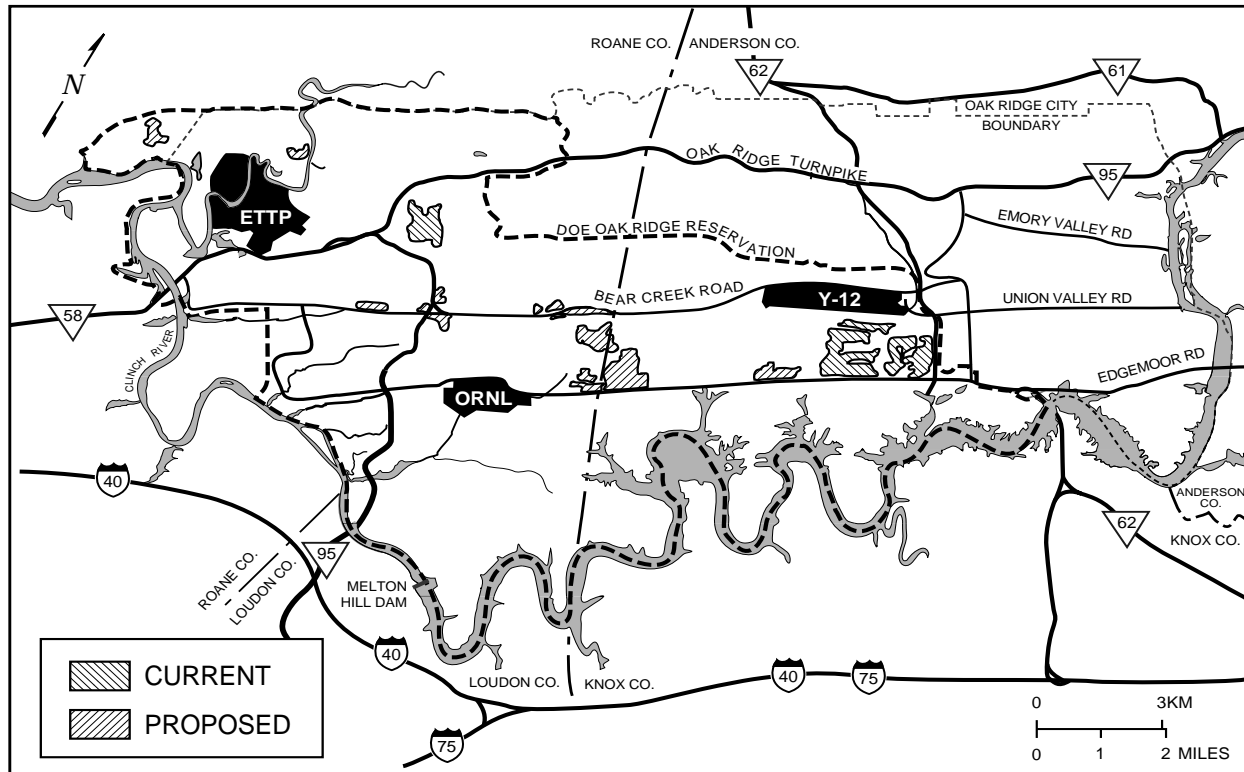 ROANE CO. ANDERSON CO.
62
61
N
OAK RIDGE CITY
BOUNDARY
OAK RIDGE TURNPIKE
95
ETTP
EMORY VALLEY RD
DOE OAK RIDGE RESERVATION
BEAR CREEK ROAD
Y-12
UNION VALLEY RD
58
CLINCH RIVER
EDGEMOOR RD
ORNL
40
ANDERSON
CO.
KNOX CO.
62
95
ROANE CO.
LOUDON CO.
MELTON
HILL DAM
40
LOUDON CO.
KNOX CO.
40
75
75
CURRENT
PROPOSED
0 3KM
0 1 2 MILES